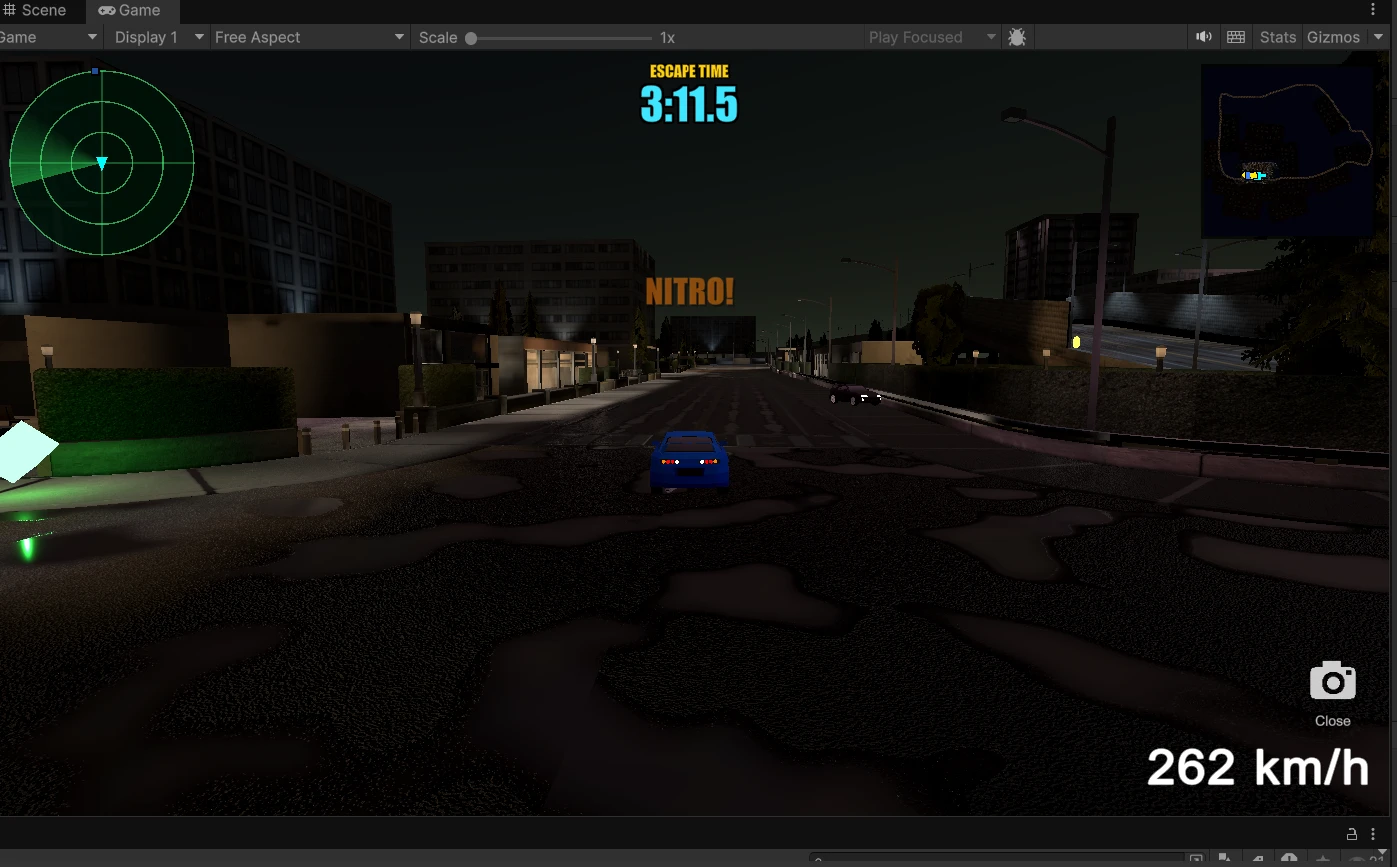 Scene
Game
Game
Display 1
Free Aspect
Scale
1x
Play Focused
Stats
Gizmos
ESCAPE TIME
3:11.5
NITRO!
Close
262 km/h